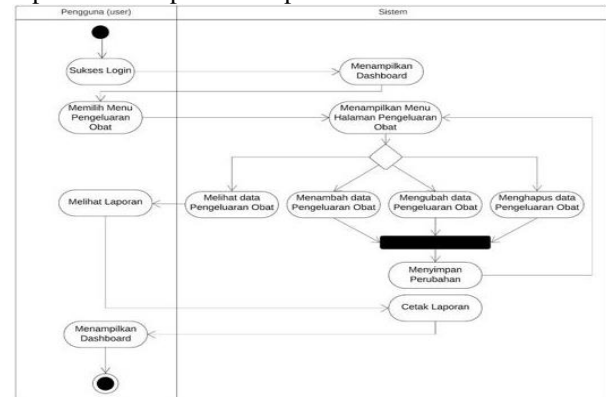 Pengguna (user)
Sistem
Sukses Login
Menampilkan
Dashboard
Memilih Menu
Pengeluaran
Obat
Menampilkan Menu
Halaman Pengeluaran
Obat
Melihat Laporan
Melihat data
Pengeluaran Obat
Menambah data
Pengeluaran Obat
Mengubah data
Pengeluaran Obat
Menghapus data
Pengeluaran Obat
Menyimpan
Perubahan
Cetak Laporan
Menampilkan
Dashboard